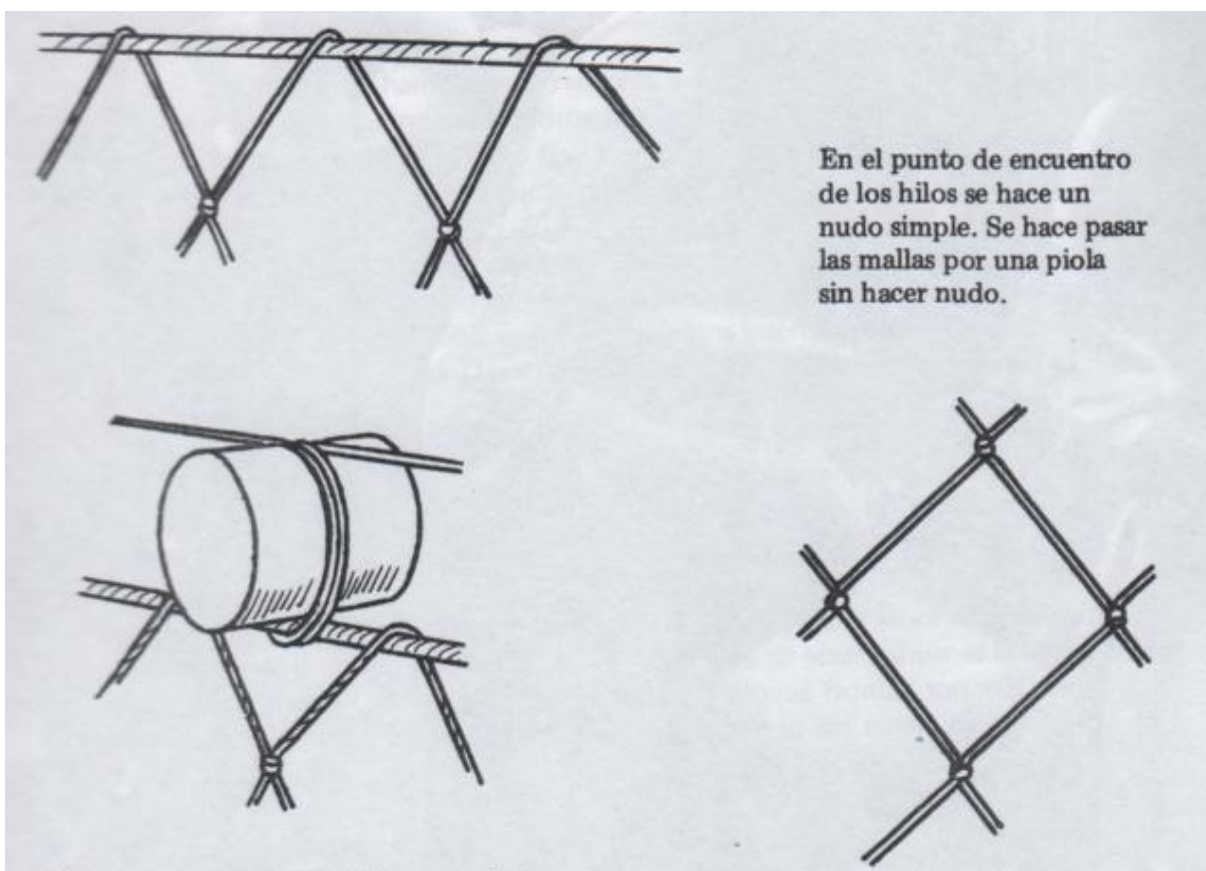 En el punto de encuentro
de los hilos se hace un
nudo simple. Se hace pasar
las mallas por una piola
sin hacer nudo.